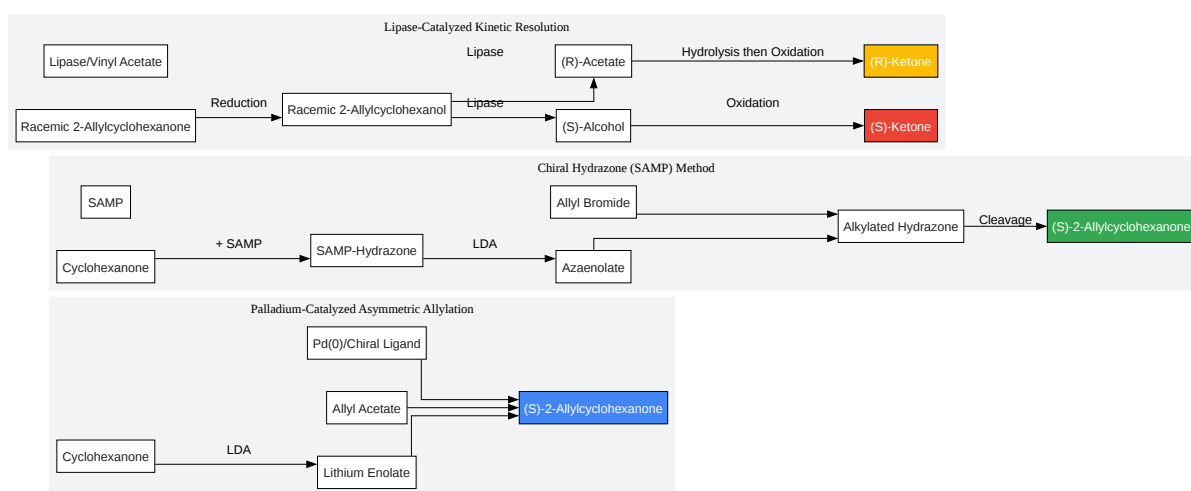 Lipase-Catalyzed Kinetic Resolution
Lipase/Vinyl Acetate
Lipase
(R)-Acetate
Hydrolysis then Oxidation
(R)-Ketone
Racemic 2-Allylcyclohexanone
Reduction
Racemic 2-Allylcyclohexanol
Lipase
(S)-Alcohol
Oxidation
(S)-Ketone
Chiral Hydrazone (SAMP) Method
SAMP
Allyl Bromide
Cyclohexanone
+ SAMP
SAMP-Hydrazone
LDA
Azaenolate
Alkylated Hydrazone
Cleavage
(S)-2-Allylcyclohexanone
Palladium-Catalyzed Asymmetric Allylation
Pd(0)/Chiral Ligand
Allyl Acetate
(S)-2-Allylcyclohexanone
Cyclohexanone
LDA
Lithium Enolate